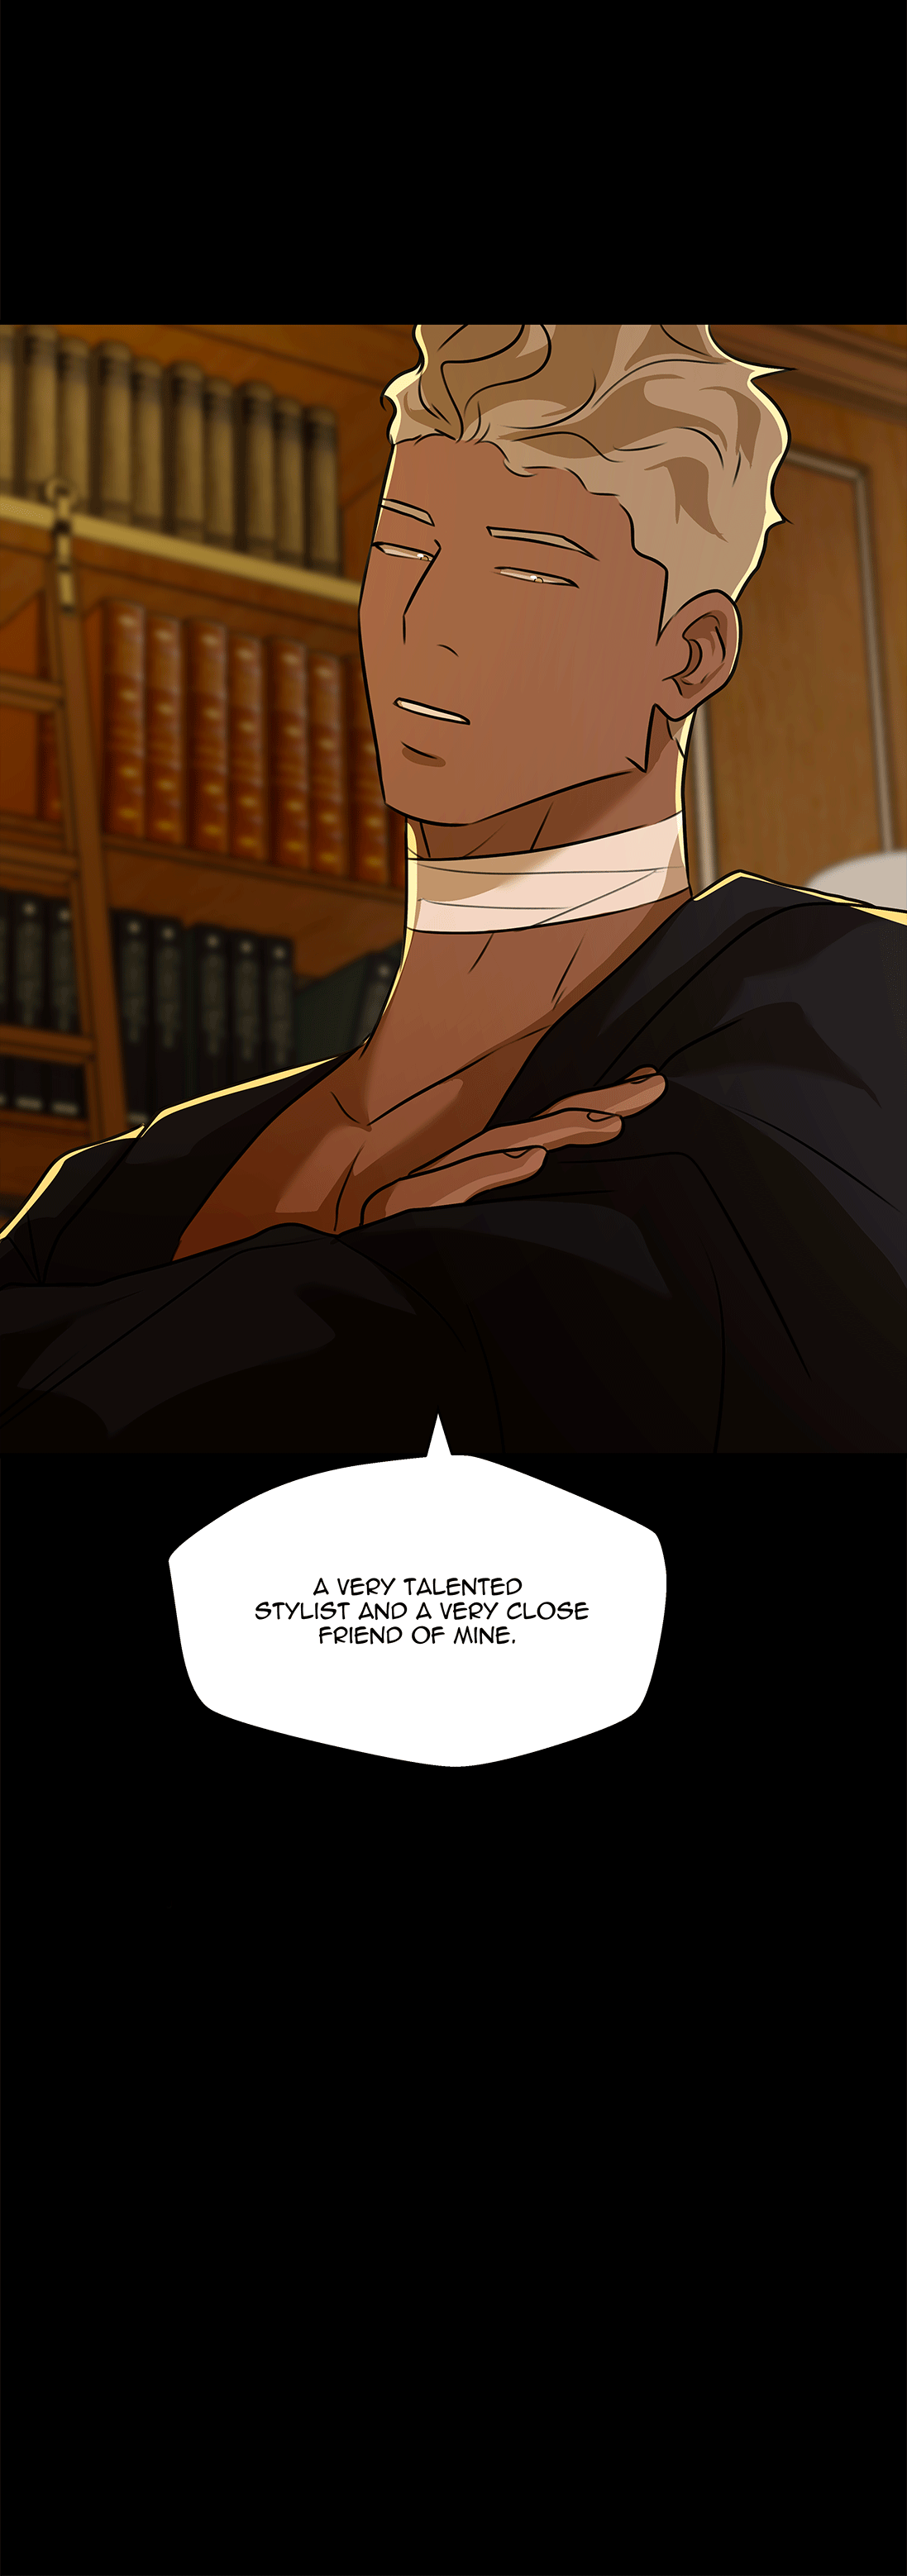 A VERY TALENTED
STYLIST AND A VERY CLOSE
FRIEND OF MINE.